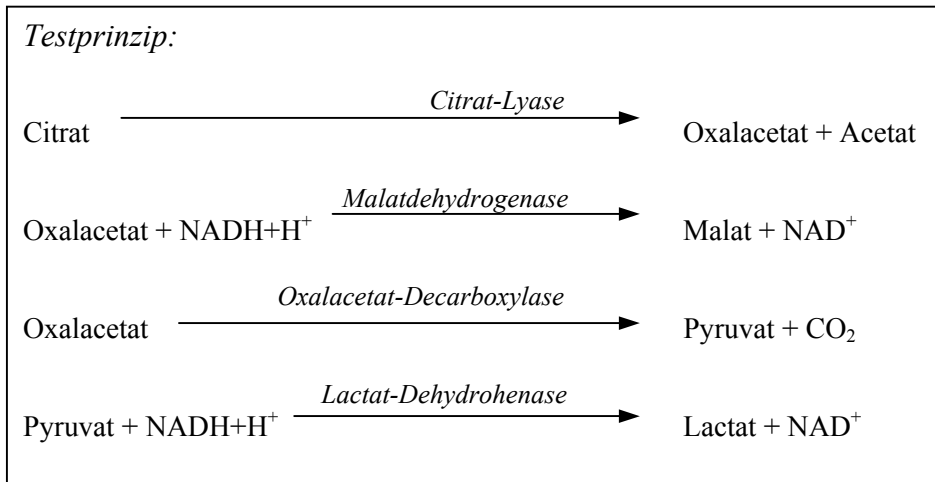 Testprinzip:
Citrat-Lyase
Citrat Oxalacetat + Acetat
Malatdehydrogenase
Oxalacetat + NADH+H⁺ Malat + NAD⁺
Oxalacetat-Decarboxylase
Oxalacetat Pyruvat + CO₂
Lactat-Dehydrohenase
Pyruvat + NADH+H⁺ Lactat + NAD⁺